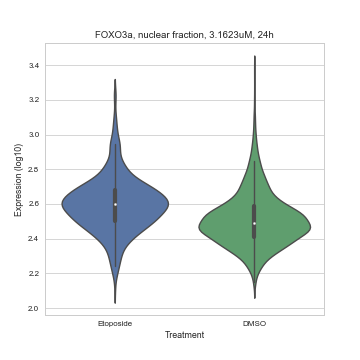 FOXO3a, nuclear fraction, 3.1623uM, 24h
3.4
3.2
3.0
2.8
2.6
2.4
2.2
2.0
Expression (log10)
Etoposide
DMSO
Treatment